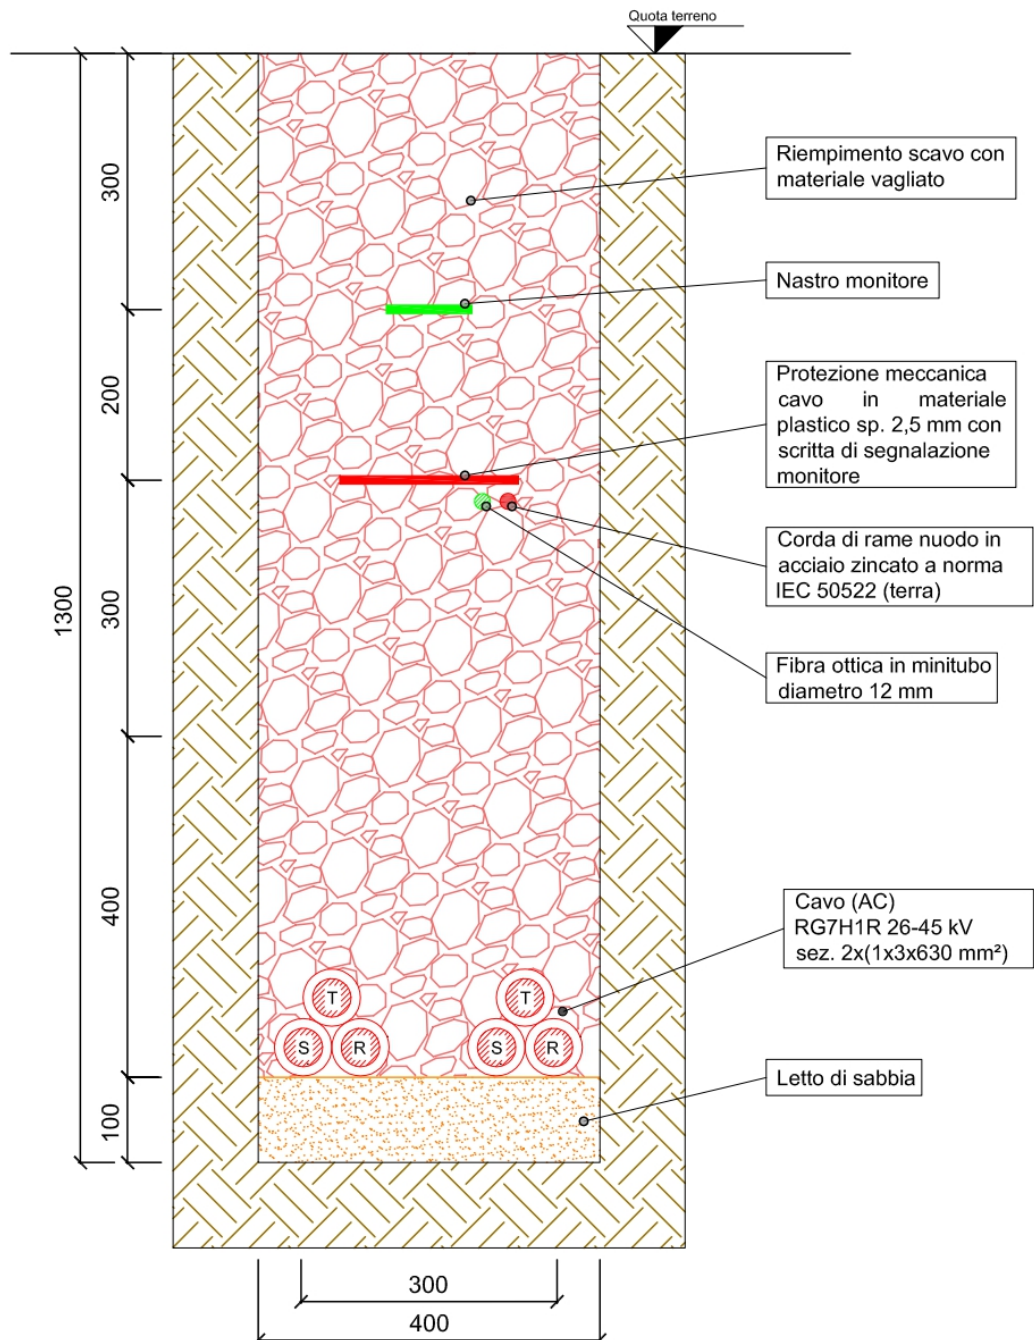 Quota terreno
Riempimento scavo con
materiale vagliato
Nastro monitore
Protezione meccanica
cavo in materiale
plastico sp. 2,5 mm con
scritta di segnalazione
monitore
Corda di rame nuodo in
acciaio zincato a norma
IEC 50522 (terra)
Fibra ottica in minitubo
diametro 12 mm
Cavo (AC)
RG7H1R 26-45 kV
sez. 2x(1x3x630 mm²)
Letto di sabbia
300
200
300
400
100
1300
T
S R
T
S R
300
400